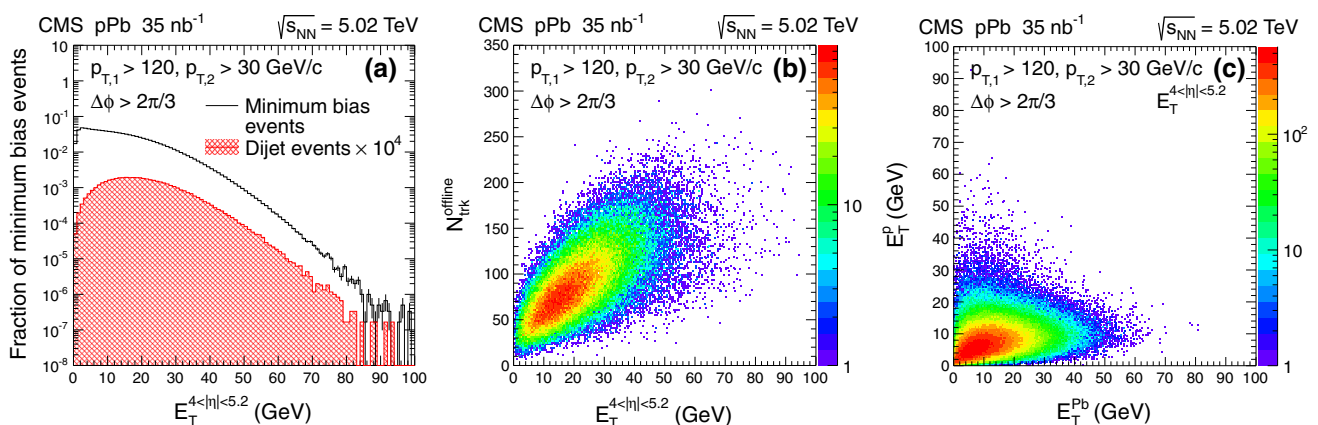 CMS pPb 35 nb⁻¹ √s_NN = 5.02 TeV
10
1
10⁻¹
10⁻²
10⁻³
10⁻⁴
10⁻⁵
10⁻⁶
10⁻⁷
10⁻⁸
Fraction of minimum bias events
p_T,1 > 120, p_T,2 > 30 GeV/c (a)
Δϕ > 2π/3
Minimum bias
events
Dijet events × 10⁴
0 10 20 30 40 50 60 70 80 90 100
E_T^4<|η|<5.2 (GeV)
CMS pPb 35 nb⁻¹ √s_NN = 5.02 TeV
350
300
250
200
150
100
50
0
N_trk^offline
p_T,1 > 120, p_T,2 > 30 GeV/c (b)
Δϕ > 2π/3
10
1
0 10 20 30 40 50 60 70 80 90 100
E_T^4<|η|<5.2 (GeV)
CMS pPb 35 nb⁻¹ √s_NN = 5.02 TeV
100
90
80
70
60
50
40
30
20
10
0
E_T^p (GeV)
p_T,1 > 120, p_T,2 > 30 GeV/c (c)
Δϕ > 2π/3 E_T^4<|η|<5.2
10²
10
1
0 10 20 30 40 50 60 70 80 90 100
E_T^Pb (GeV)